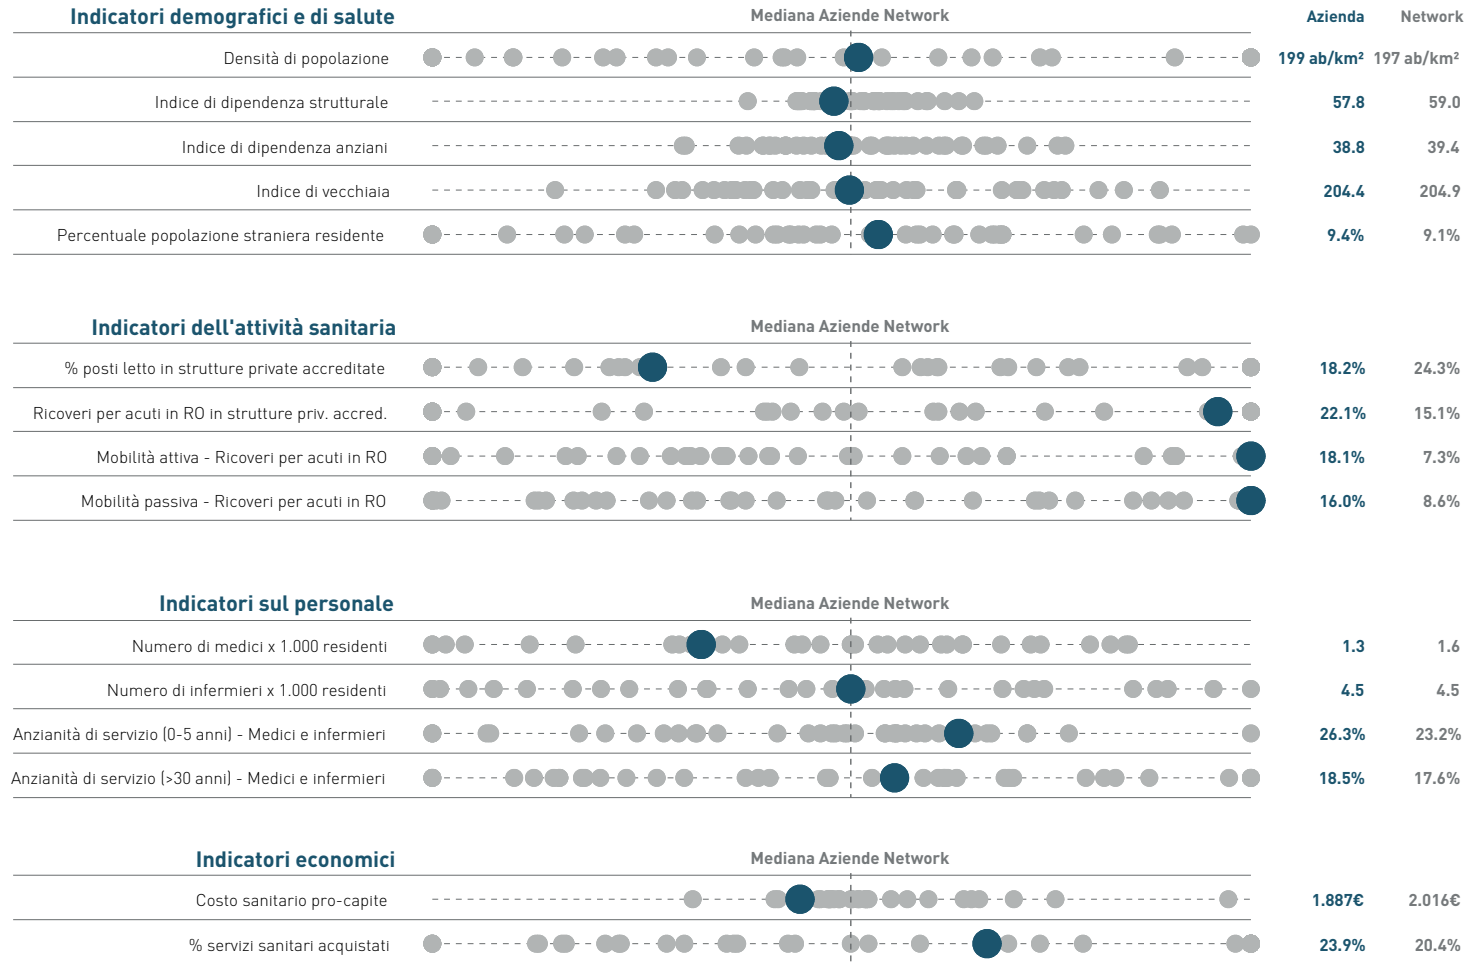 Indicatori demografici e di salute Mediana Aziende Network Azienda Network
Densità di popolazione 199 ab/km² 197 ab/km²
Indice di dipendenza strutturale 57.8 59.0
Indice di dipendenza anziani 38.8 39.4
Indice di vecchiaia 204.4 204.9
Percentuale popolazione straniera residente 9.4% 9.1%
Indicatori dell'attività sanitaria Mediana Aziende Network
% posti letto in strutture private accreditate 18.2% 24.3%
Ricoveri per acuti in RO in strutture priv. accred. 22.1% 15.1%
Mobilità attiva - Ricoveri per acuti in RO 18.1% 7.3%
Mobilità passiva - Ricoveri per acuti in RO 16.0% 8.6%
Indicatori sul personale Mediana Aziende Network
Numero di medici x 1.000 residenti 1.3 1.6
Numero di infermieri x 1.000 residenti 4.5 4.5
Anzianità di servizio (0-5 anni) - Medici e infermieri 26.3% 23.2%
Anzianità di servizio (>30 anni) - Medici e infermieri 18.5% 17.6%
Indicatori economici Mediana Aziende Network
Costo sanitario pro-capite 1.887€ 2.016€
% servizi sanitari acquistati 23.9% 20.4%